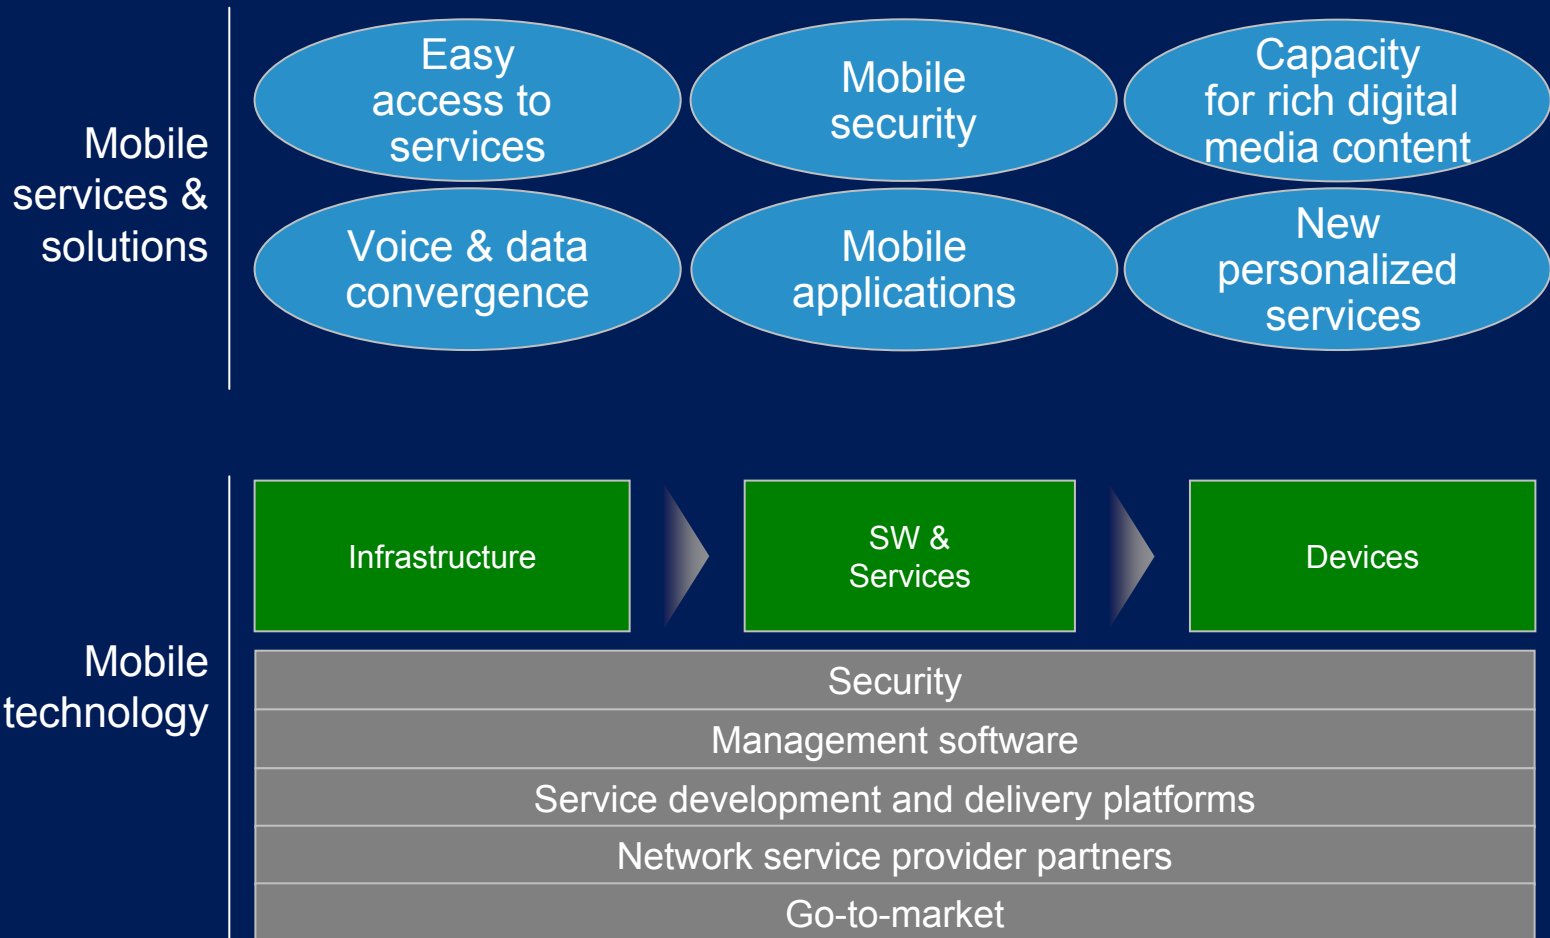 Mobile
services &
solutions
Easy
access to
services
Mobile
security
Capacity
for rich digital
media content
Voice & data
convergence
Mobile
applications
New
personalized
services
Mobile
technology
Infrastructure
SW &
Services
Devices
Security
Management software
Service development and delivery platforms
Network service provider partners
Go-to-market